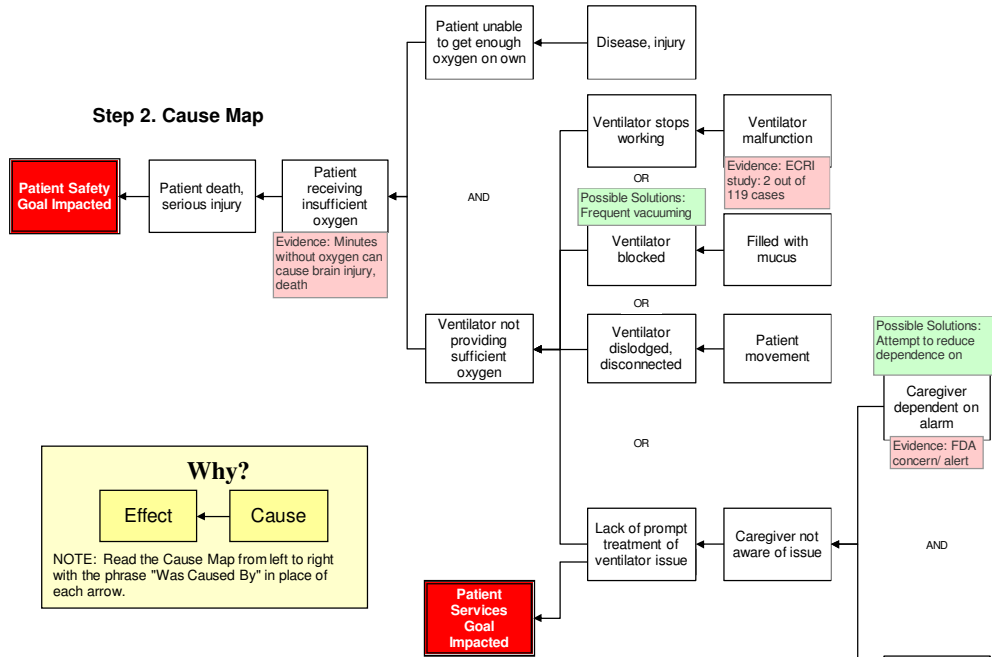 Patient unable
to get enough
oxygen on own
Disease, injury
Step 2. Cause Map
Ventilator stops
working
Ventilator
malfunction
Evidence: ECRI
study: 2 out of
119 cases
OR
Patient Safety
Goal Impacted
Patient death,
serious injury
Patient
receiving
insufficient
oxygen
Evidence: Minutes
without oxygen can
cause brain injury,
death
AND
Possible Solutions:
Frequent vacuuming
Ventilator
blocked
Filled with
mucus
OR
Ventilator not
providing
sufficient
oxygen
Ventilator
dislodged,
disconnected
Patient
movement
Possible Solutions:
Attempt to reduce
dependence on
Caregiver
dependent on
alarm
Evidence: FDA
concern/ alert
OR
Why?
Effect
Cause
NOTE: Read the Cause Map from left to right
with the phrase "Was Caused By" in place of
each arrow.
Lack of prompt
treatment of
ventilator issue
Caregiver not
aware of issue
AND
Patient
Services
Goal
Impacted